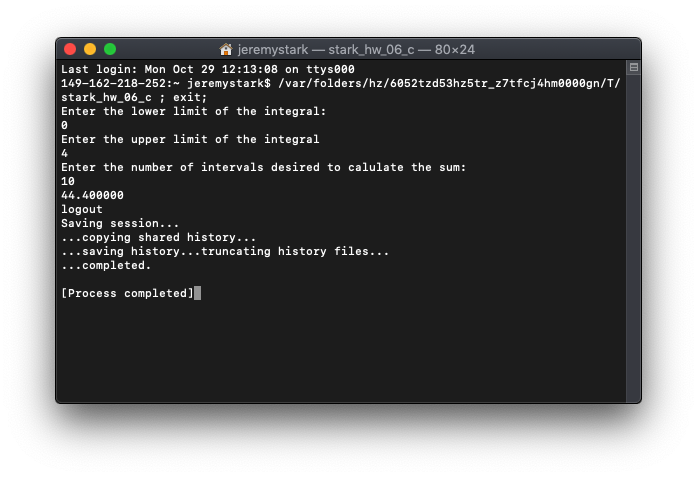 jeremystark — stark_hw_06_c — 80×24
Last login: Mon Oct 29 12:13:08 on ttys000
149-162-218-252:~ jeremystark$ /var/folders/hz/6052tzd53hz5tr_z7tfcj4hm0000gn/T/
stark_hw_06_c ; exit;
Enter the lower limit of the integral:
0
Enter the upper limit of the integral
4
Enter the number of intervals desired to calulate the sum:
10
44.400000
logout
Saving session...
...copying shared history...
...saving history...truncating history files...
...completed.
[Process completed]